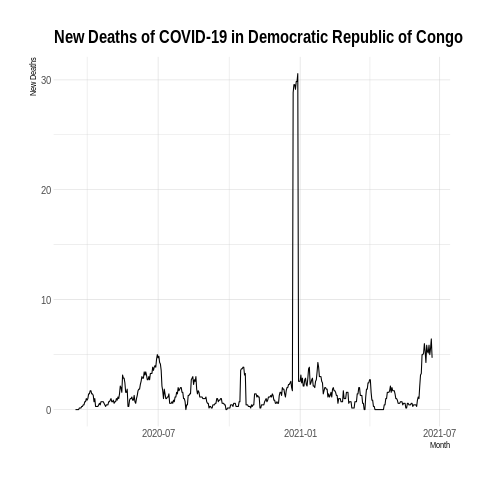 New Deaths of COVID-19 in Democratic Republic of Congo
New Deaths
30
20
10
0
2020-07
2021-01
2021-07
Month